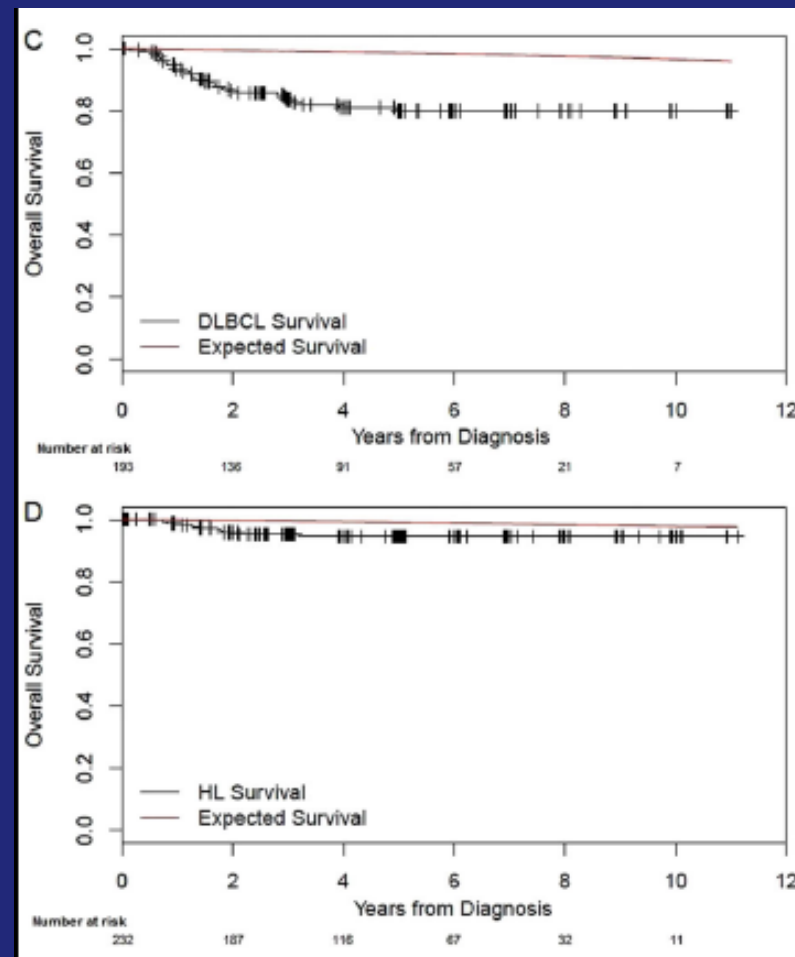 C
Overall Survival
1.0
0.8
0.6
0.4
0.2
0.0
DLBCL Survival
Expected Survival
0 2 4 6 8 10 12
Years from Diagnosis
Number at risk
193 136 91 57 21 7
D
Overall Survival
1.0
0.8
0.6
0.4
0.2
0.0
HL Survival
Expected Survival
0 2 4 6 8 10 12
Years from Diagnosis
Number at risk
232 187 116 67 32 11